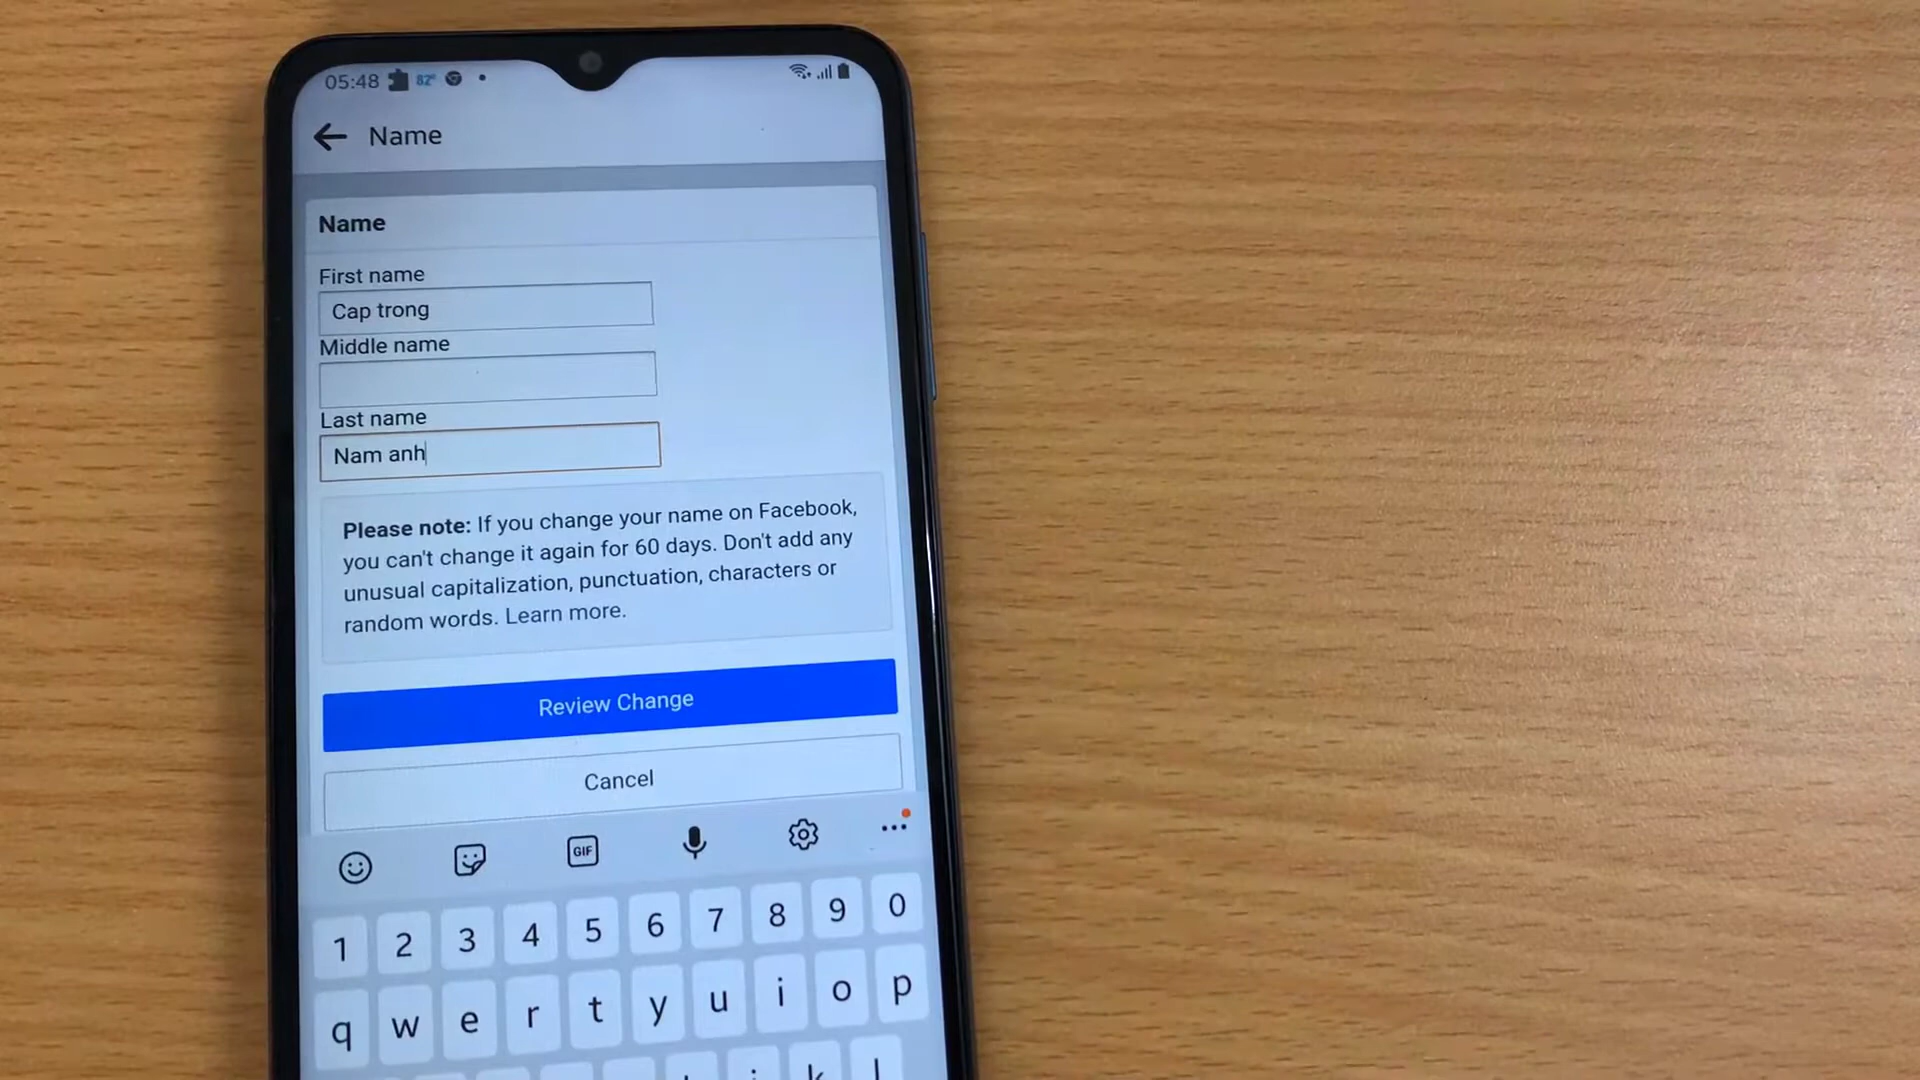 05:48 82°
Name
Name
First name
Cap trong
Middle name
Last name
Nam anh
Please note: If you change your name on Facebook,
you can't change it again for 60 days. Don't add any
unusual capitalization, punctuation, characters or
random words. Learn more.
Review Change
Cancel
GIF
1 2 3 4 5 6 7 8 9 0
q w e r t y u i o p
j k l